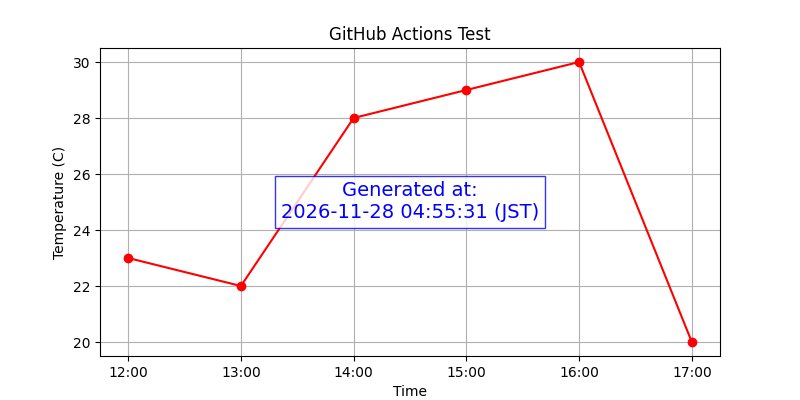 GitHub Actions Test
Temperature (C)
30
28
26
24
22
20
Generated at:
2026-11-28 04:55:31 (JST)
12:00 13:00 14:00 15:00 16:00 17:00
Time